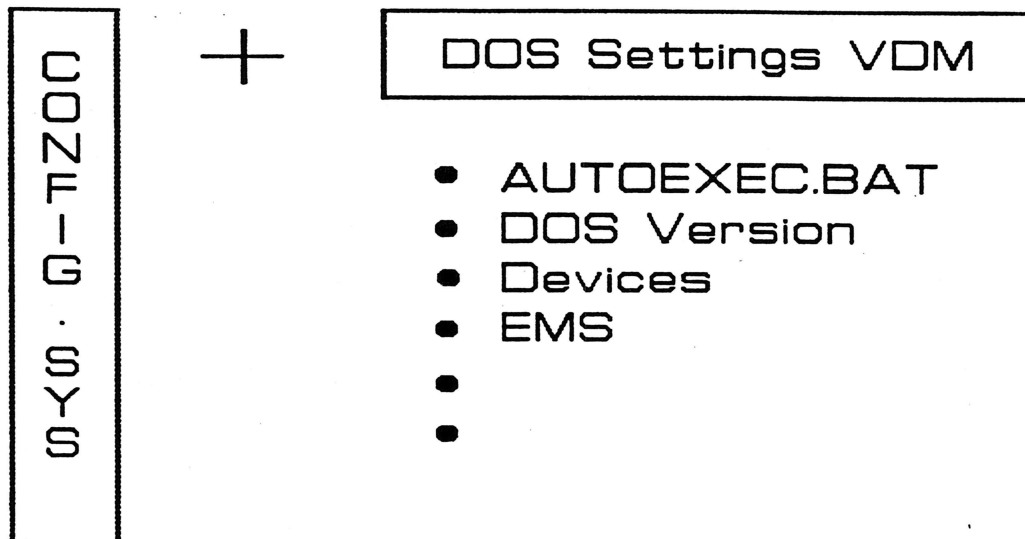 CONFIG.SYS
+
DOS Settings VDM
• AUTOEXEC.BAT
• DOS Version
• Devices
• EMS
•
•